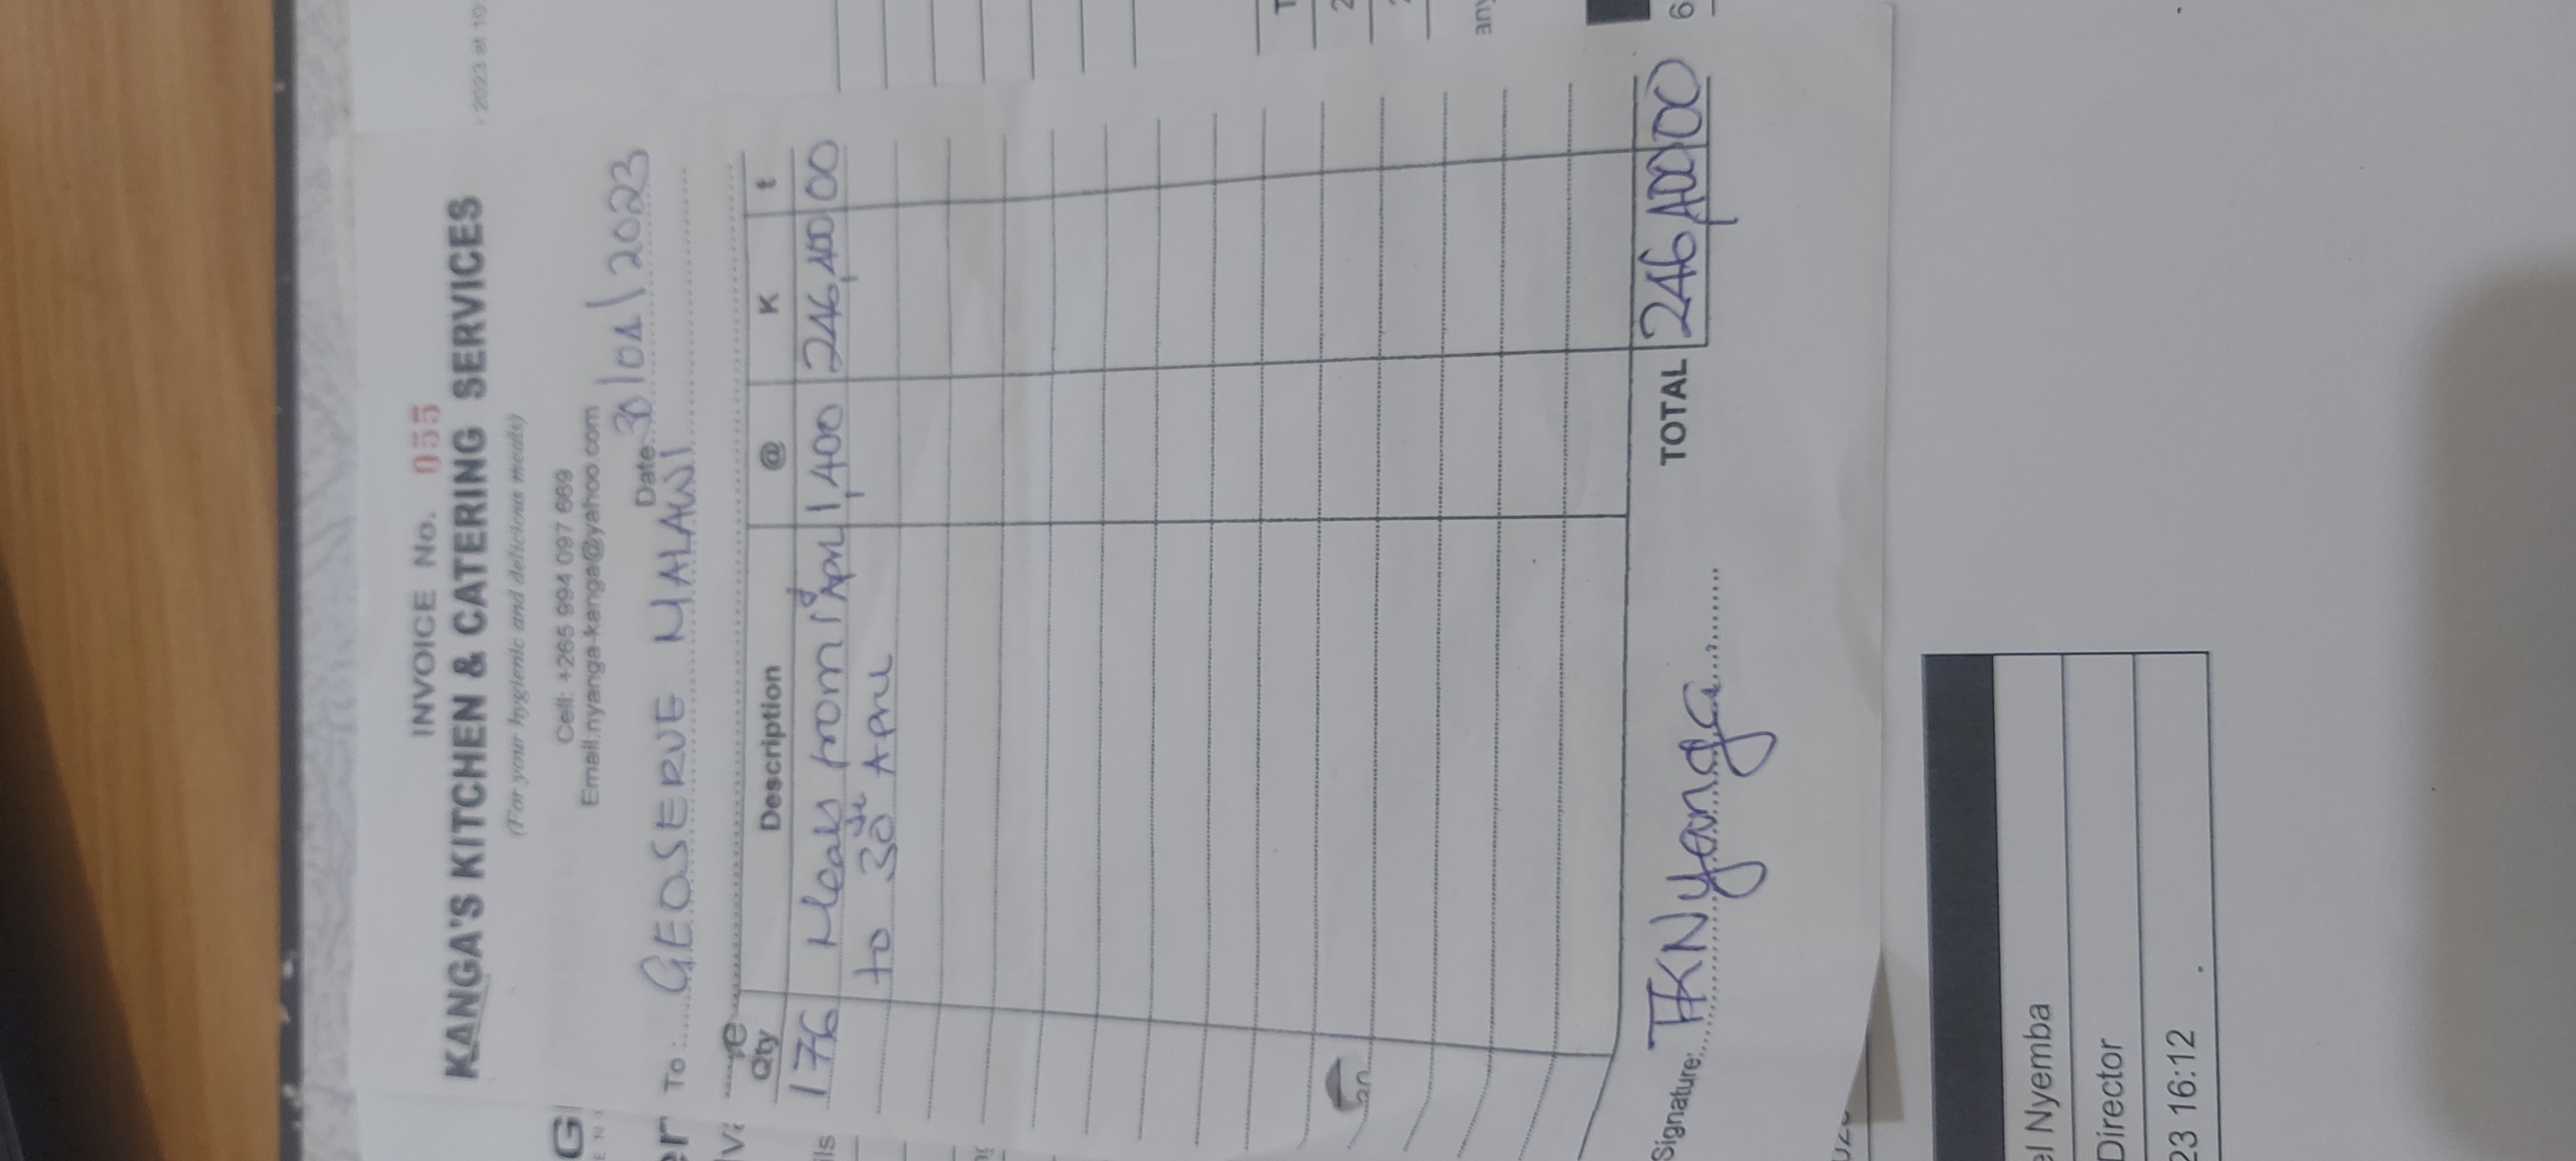 INVOICE No. 055
KANGA'S KITCHEN & CATERING SERVICES
(For your hygienic and delicious meals)
Cell: +265 994 097 669
Email:nyanga-kanga@yahoo.com
Date: 30/04/2023
To: GEOSERVE MALAWI
Qty Description @ K t
176 Meals from 1st April 1,400 246,400 00
to 30th April
Signature: TKNyanga TOTAL 246,400 00
2023 at 10
el Nyemba
Director
23 16:12
any